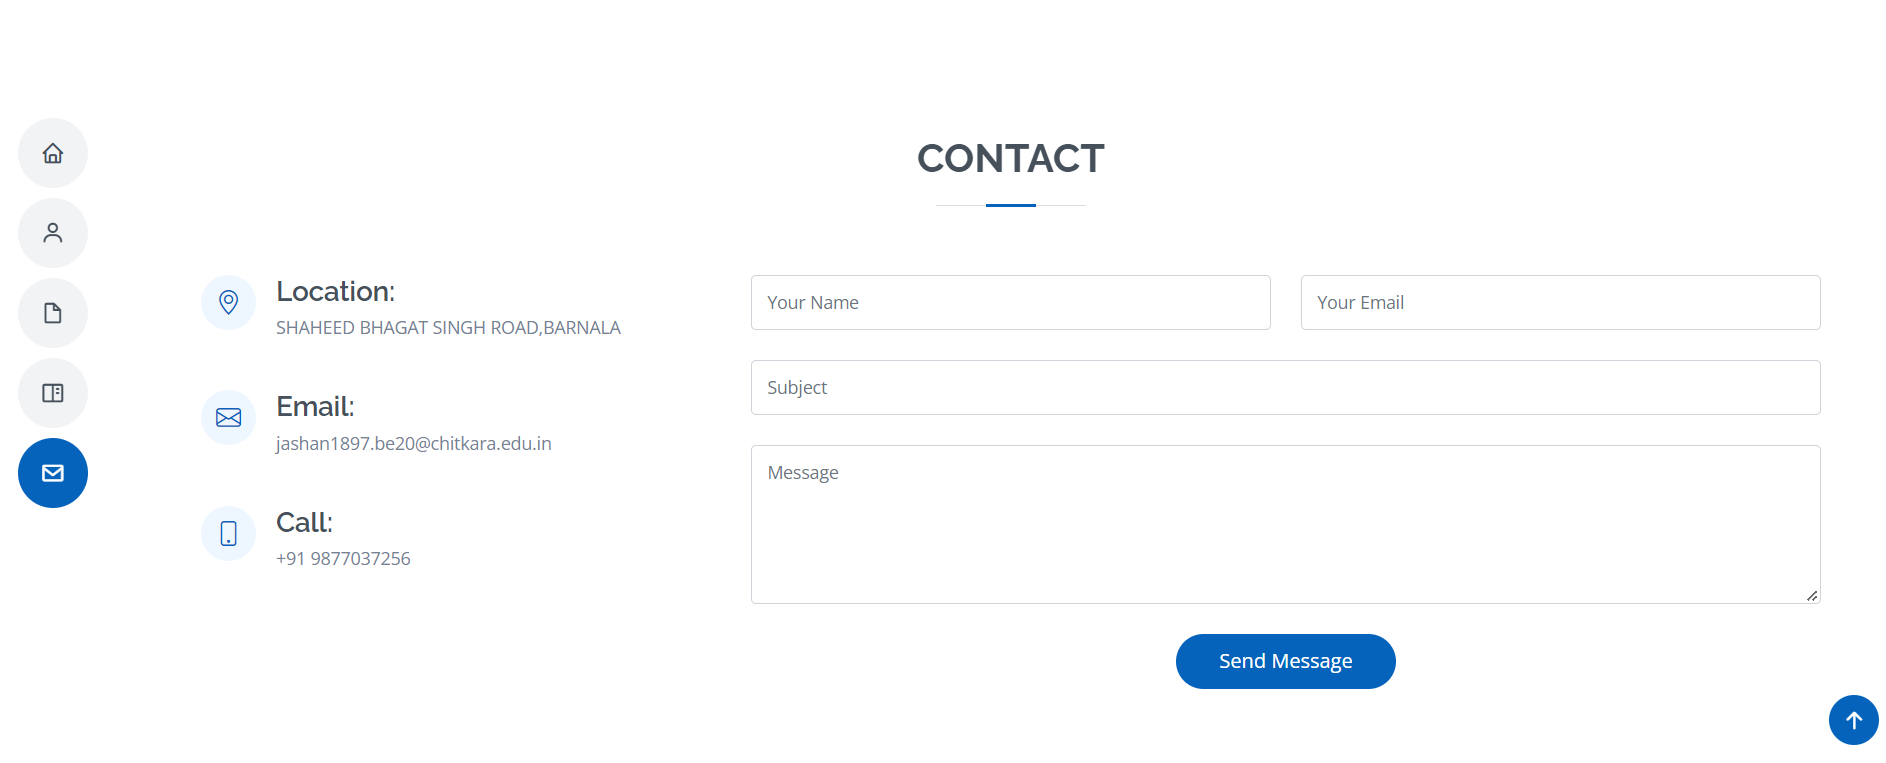 CONTACT
Location:
SHAHEED BHAGAT SINGH ROAD,BARNALA
Email:
jashan1897.be20@chitkara.edu.in
Call:
+91 9877037256
Your Name
Your Email
Subject
Message
Send Message